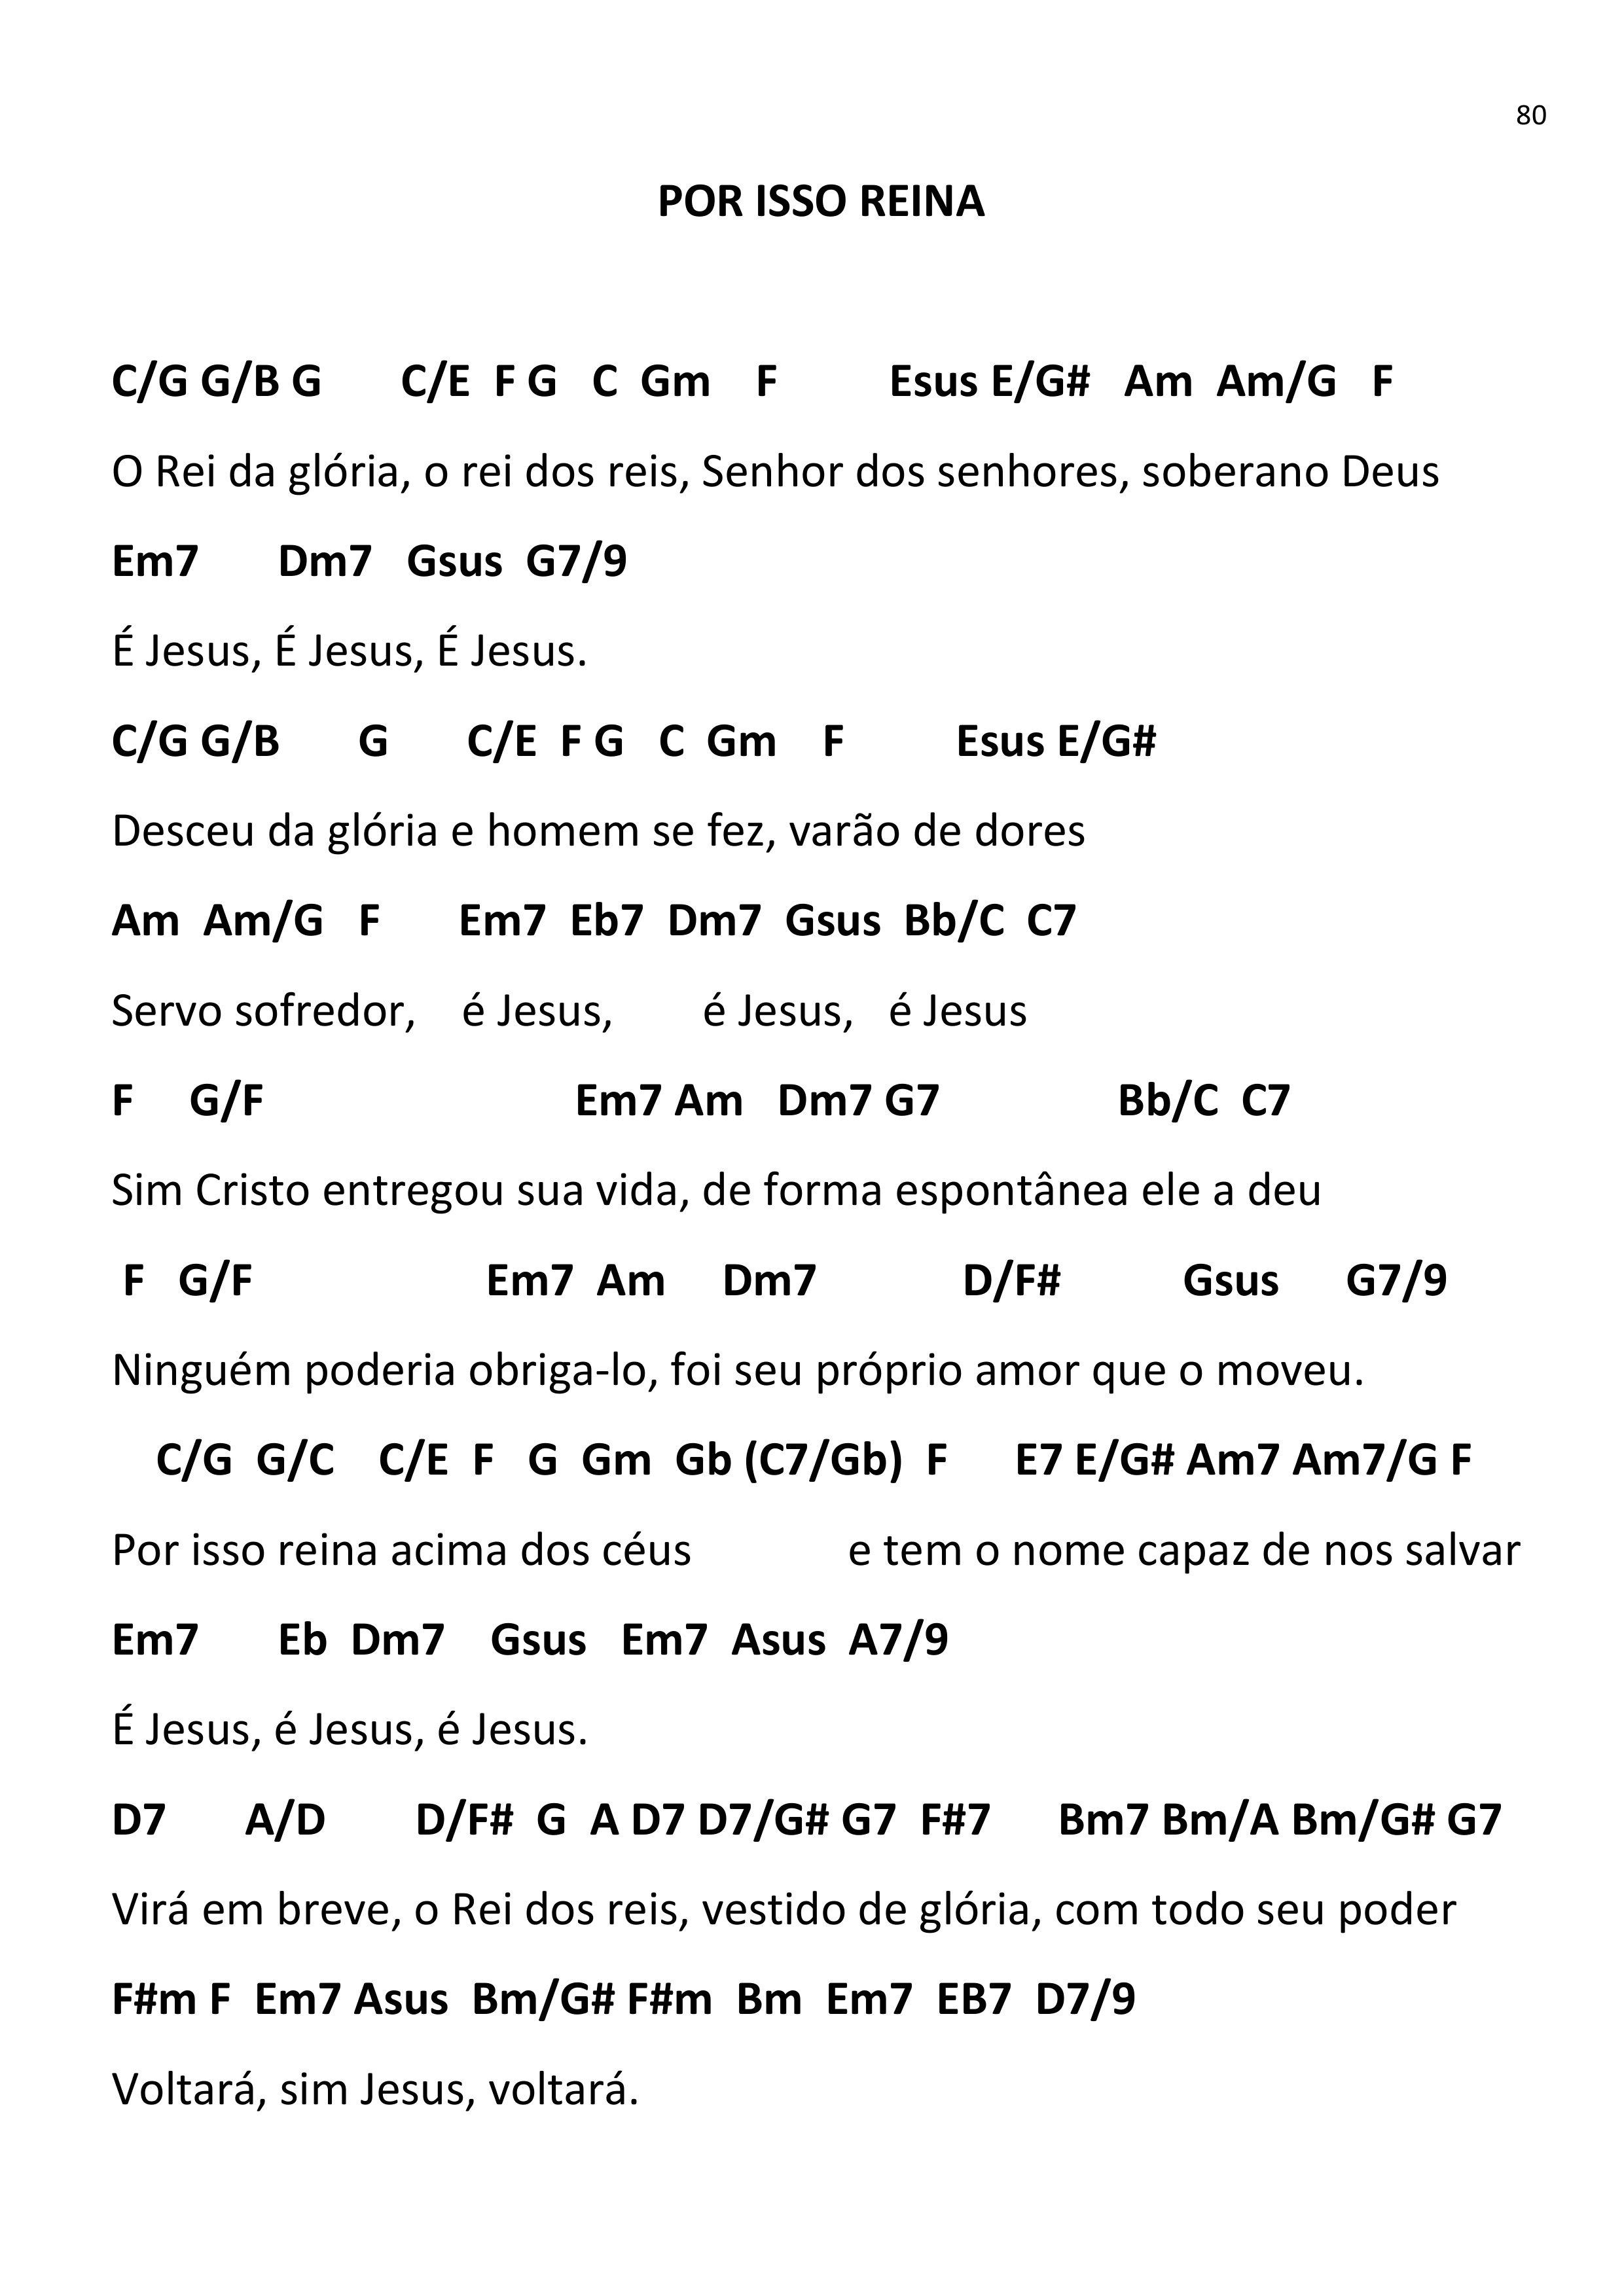 80
POR ISSO REINA
C/G G/B G C/E F G C Gm F Esus E/G# Am Am/G F
O Rei da glória, o rei dos reis, Senhor dos senhores, soberano Deus
Em7 Dm7 Gsus G7/9
É Jesus, É Jesus, É Jesus.
C/G G/B G C/E F G C Gm F Esus E/G#
Desceu da glória e homem se fez, varão de dores
Am Am/G F Em7 Eb7 Dm7 Gsus Bb/C C7
Servo sofredor, é Jesus, é Jesus, é Jesus
F G/F Em7 Am Dm7 G7 Bb/C C7
Sim Cristo entregou sua vida, de forma espontânea ele a deu
F G/F Em7 Am Dm7 D/F# Gsus G7/9
Ninguém poderia obriga-lo, foi seu próprio amor que o moveu.
C/G G/C C/E F G Gm Gb (C7/Gb) F E7 E/G# Am7 Am7/G F
Por isso reina acima dos céus e tem o nome capaz de nos salvar
Em7 Eb Dm7 Gsus Em7 Asus A7/9
É Jesus, é Jesus, é Jesus.
D7 A/D D/F# G A D7 D7/G# G7 F#7 Bm7 Bm/A Bm/G# G7
Virá em breve, o Rei dos reis, vestido de glória, com todo seu poder
F#m F Em7 Asus Bm/G# F#m Bm Em7 EB7 D7/9
Voltará, sim Jesus, voltará.